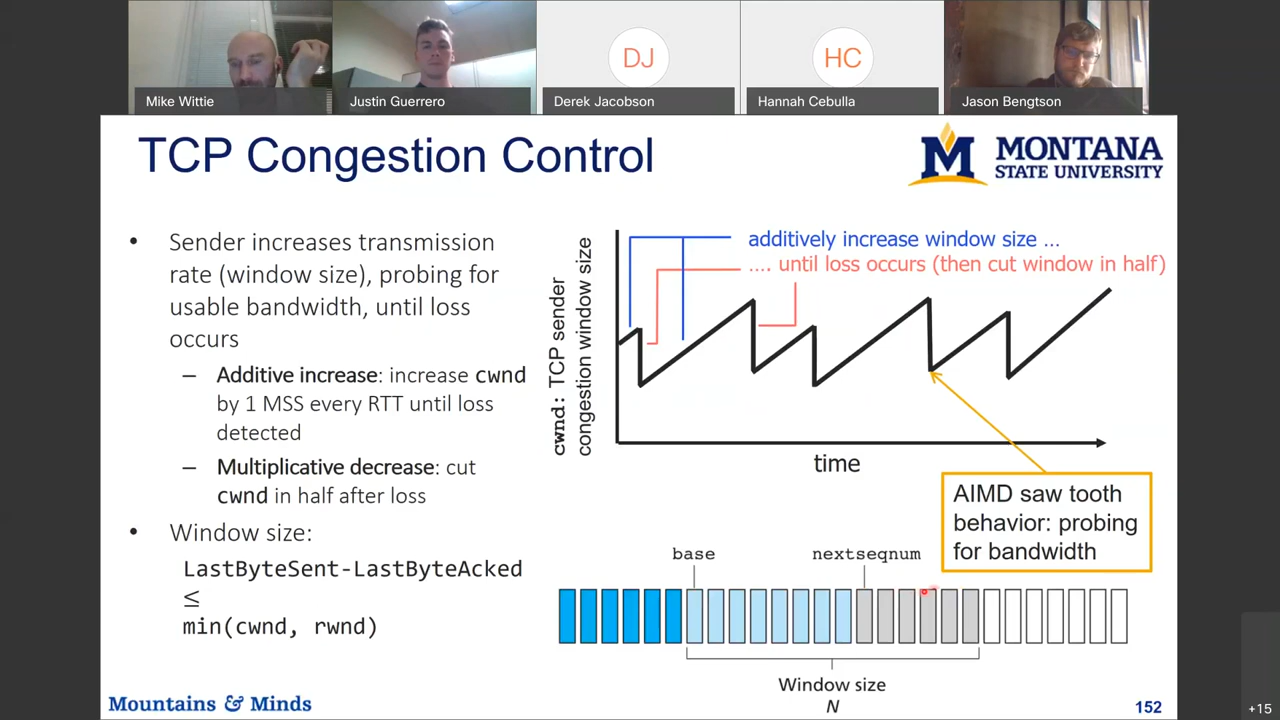 DJ
HC
Mike Wittie
Justin Guerrero
Derek Jacobson
Hannah Cebulla
Jason Bengtson
TCP Congestion Control
M
MONTANA
STATE UNIVERSITY
• Sender increases transmission
rate (window size), probing for
usable bandwidth, until loss
occurs
– Additive increase: increase cwnd
by 1 MSS every RTT until loss
detected
– Multiplicative decrease: cut
cwnd in half after loss
• Window size:
LastByteSent-LastByteAcked
≤
min(cwnd, rwnd)
cwnd: TCP sender
congestion window size
additively increase window size ...
.... until loss occurs (then cut window in half)
time
AIMD saw tooth
behavior: probing
for bandwidth
base
nextseqnum
Window size
N
Mountains & Minds
152
+15